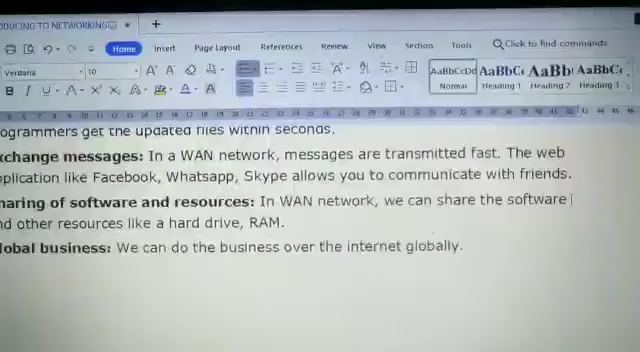 DUCING TO NETWORKING
Home Insert Page Layout References Review View Section Tools Click to find commands
Verdana 10
AaBbCcDd AaBbC AaBb AaBbC
Normal Heading 1 Heading 2 Heading 3
ogrammers get the updated files within seconds.
xchange messages: In a WAN network, messages are transmitted fast. The web
plication like Facebook, Whatsapp, Skype allows you to communicate with friends.
haring of software and resources: In WAN network, we can share the software
nd other resources like a hard drive, RAM.
lobal business: We can do the business over the internet globally.